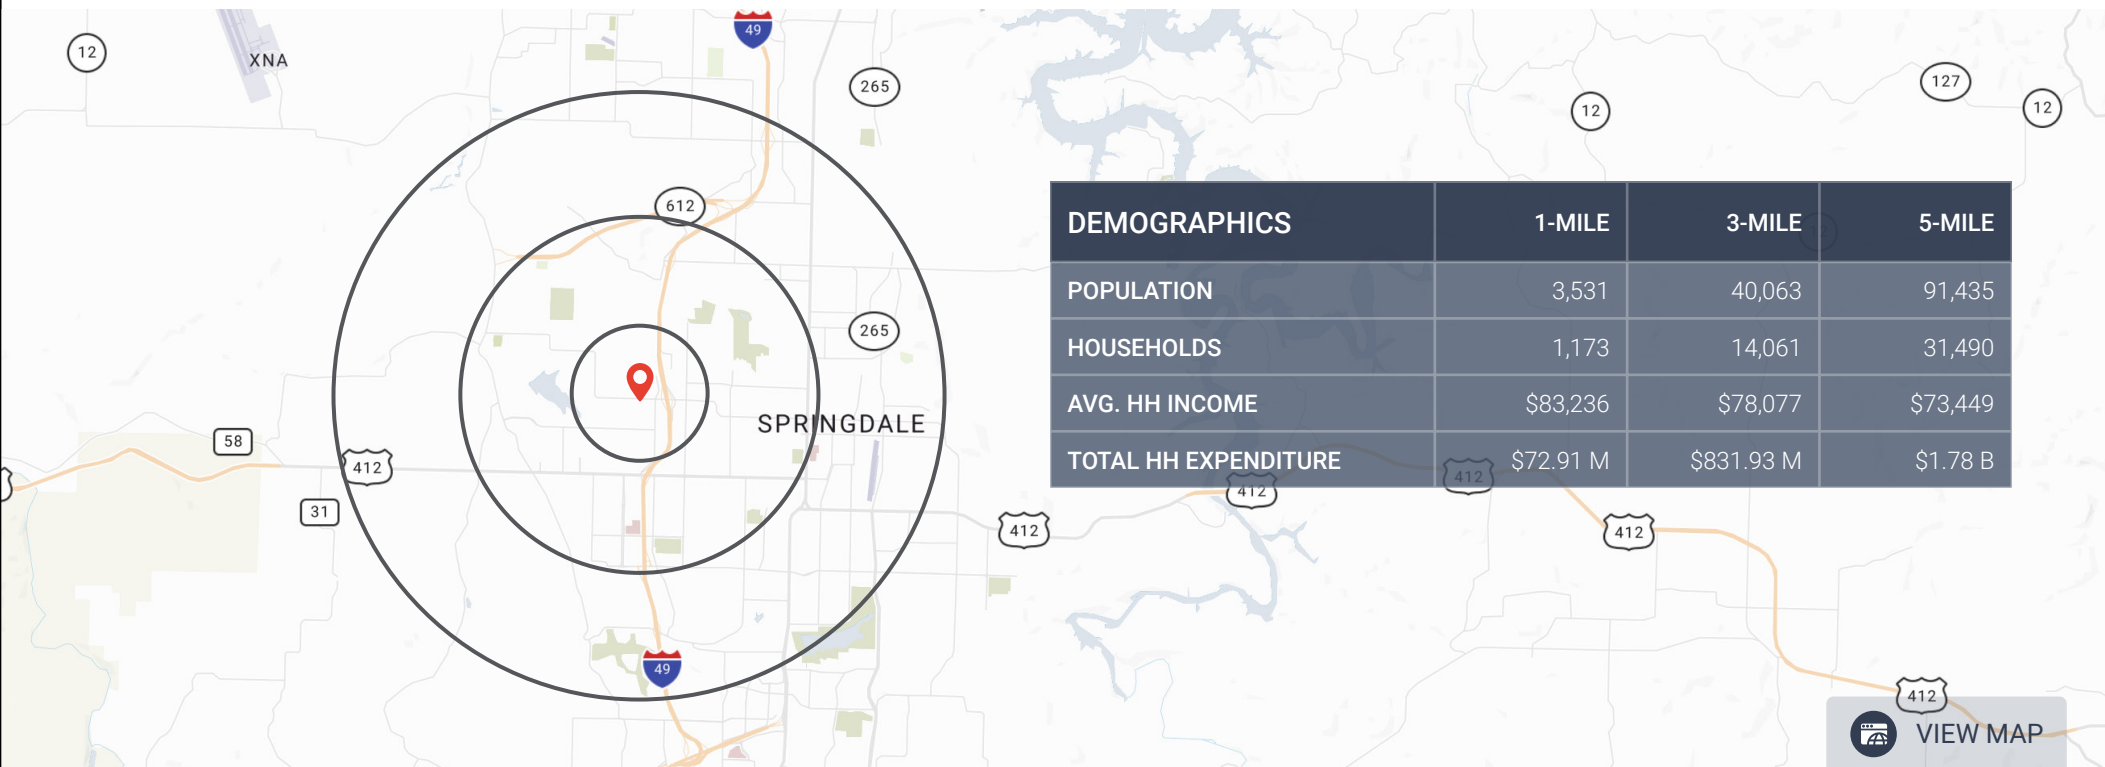 49
12
XNA
265
127
12
12
612
DEMOGRAPHICS 1-MILE 3-MILE 5-MILE
POPULATION 3,531 40,063 91,435
265
HOUSEHOLDS 1,173 14,061 31,490
AVG. HH INCOME $83,236 $78,077 $73,449
SPRINGDALE
58
412
TOTAL HH EXPENDITURE $72.91 M $831.93 M $1.78 B
412
412
31
412
412
49
412
VIEW MAP